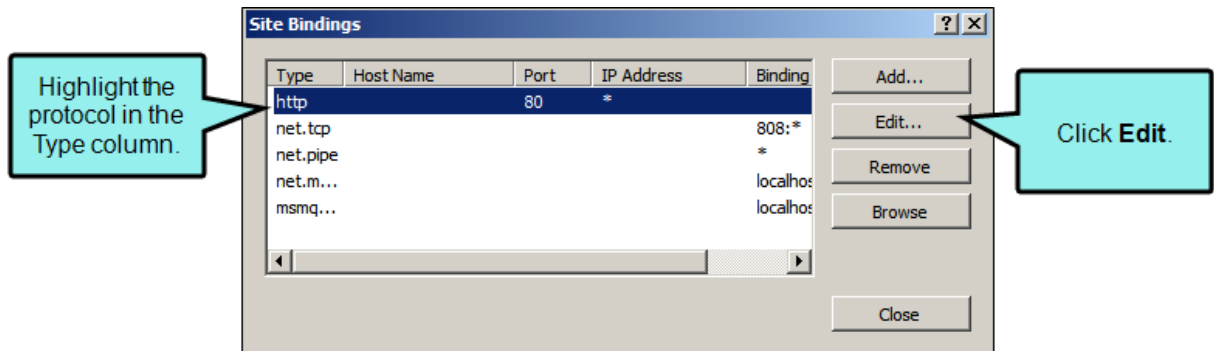 Site Bindings
Highlight the
protocol in the
Type column.
Type Host Name Port IP Address Binding
http 80 *
net.tcp 808:*
net.pipe *
net.m... localhos
msmq... localhos
Add...
Edit...
Remove
Browse
Close
Click Edit.